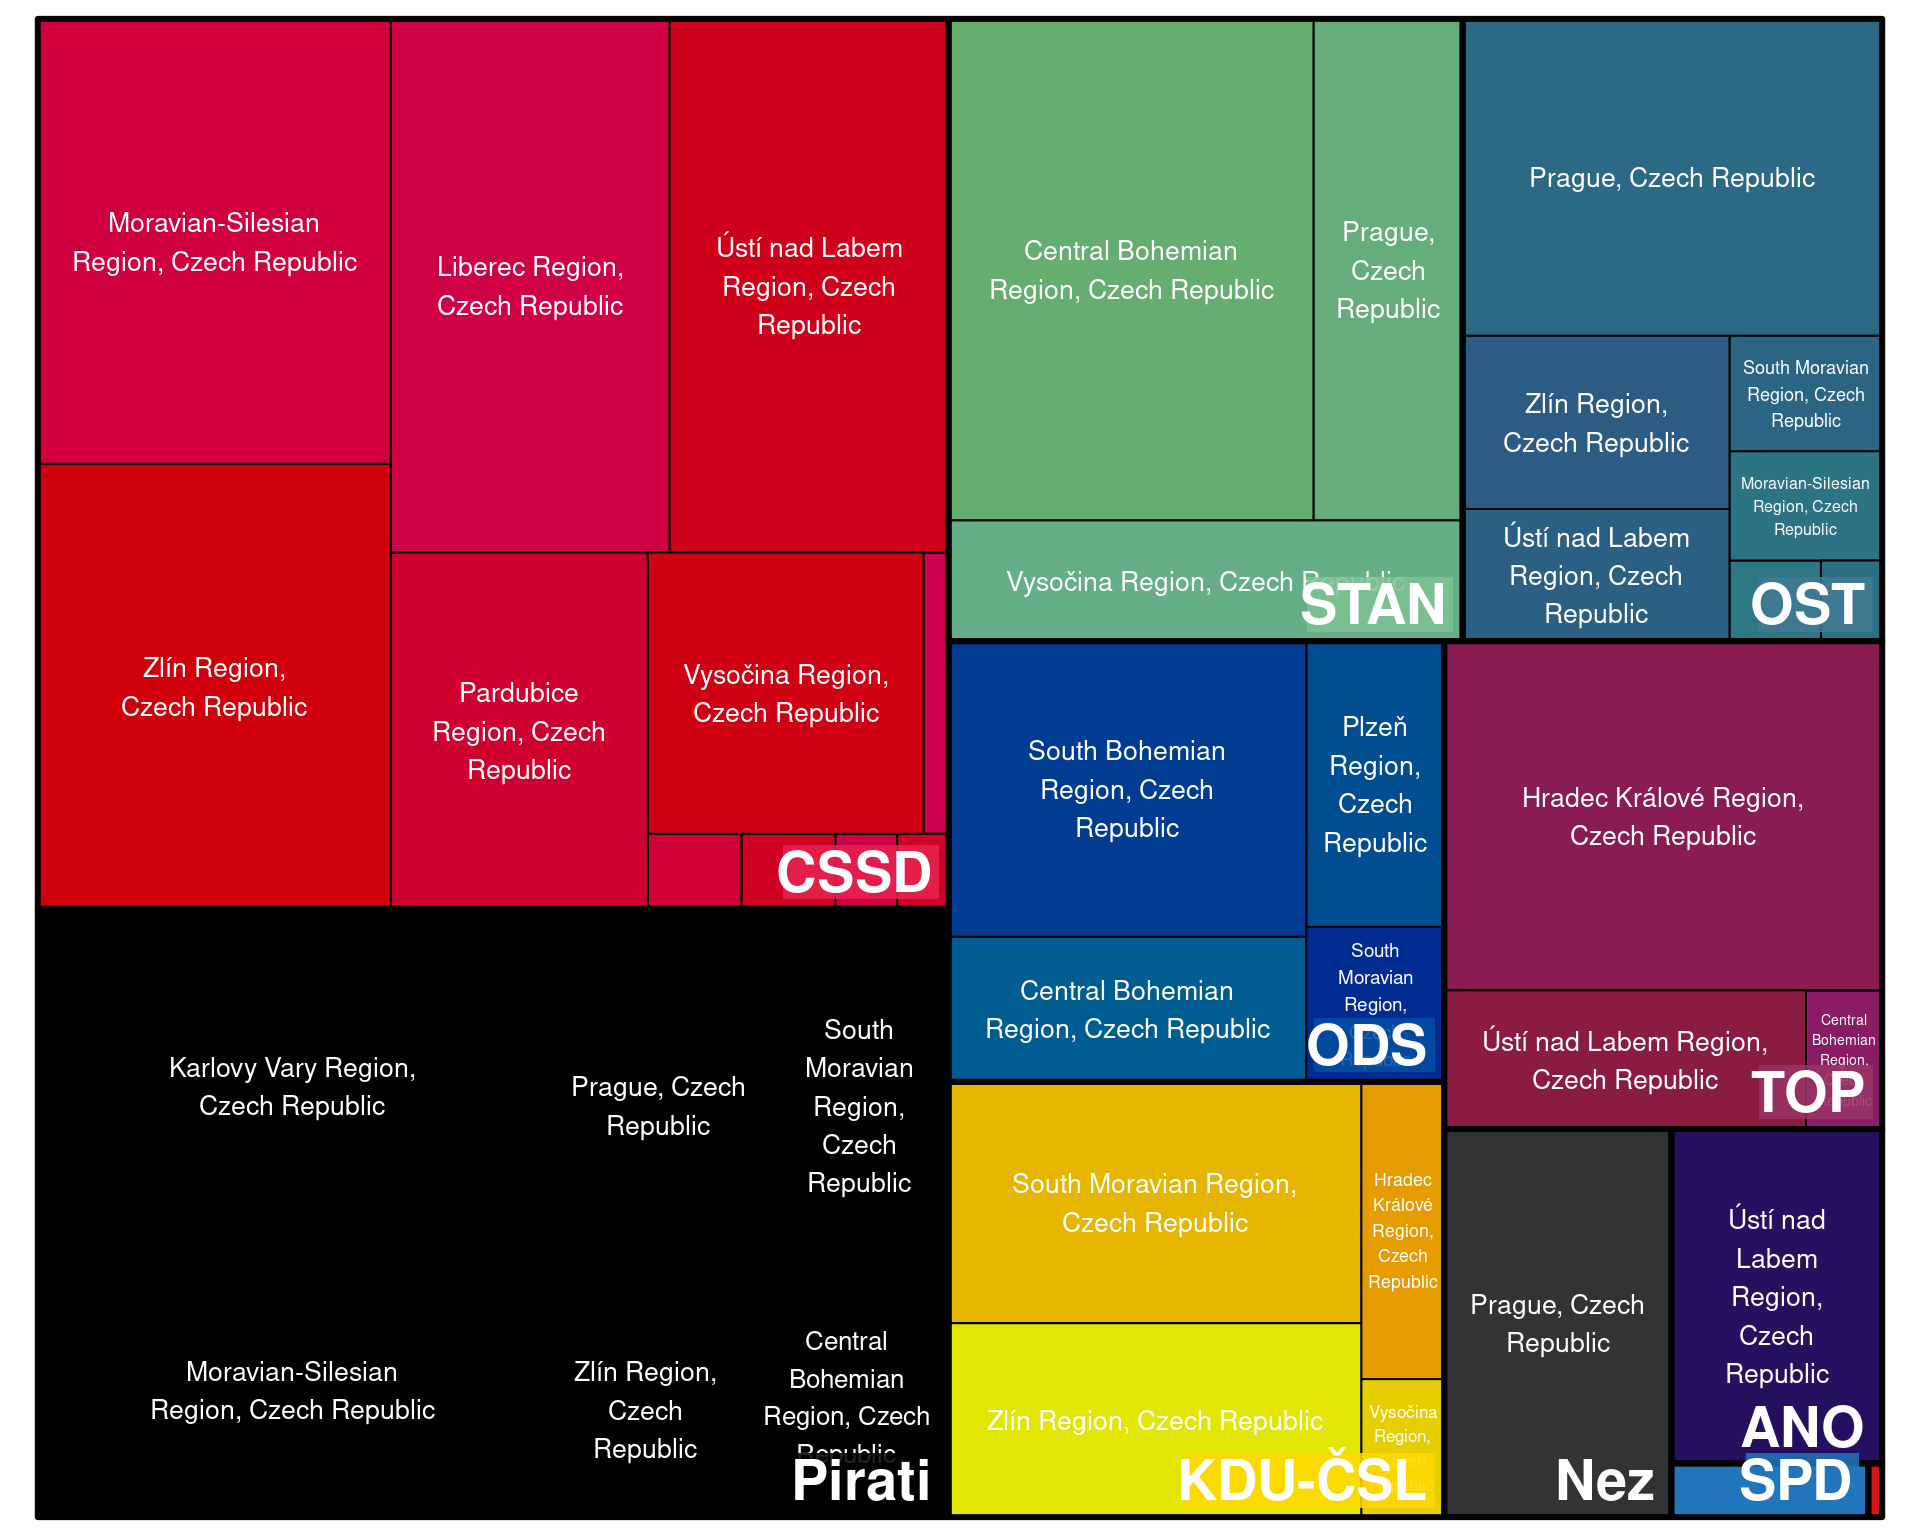 Moravian-Silesian
Region, Czech Republic
Liberec Region,
Czech Republic
Ústí nad Labem
Region, Czech
Republic
Zlín Region,
Czech Republic
Pardubice
Region, Czech
Republic
Vysočina Region,
Czech Republic
CSSD
Central Bohemian
Region, Czech Republic
Prague,
Czech
Republic
Vysočina Region, Czech Republic
STAN
Prague, Czech Republic
Zlín Region,
Czech Republic
South Moravian
Region, Czech
Republic
Moravian-Silesian
Region, Czech
Republic
Ústí nad Labem
Region, Czech
Republic
OST
South Bohemian
Region, Czech
Republic
Plzeň
Region,
Czech
Republic
Central Bohemian
Region, Czech Republic
South
Moravian
Region,
ODS
Hradec Králové Region,
Czech Republic
Ústí nad Labem Region,
Czech Republic
Central
Bohemian
Region,
TOP
Karlovy Vary Region,
Czech Republic
Prague, Czech
Republic
South
Moravian
Region,
Czech
Republic
Moravian-Silesian
Region, Czech Republic
Zlín Region,
Czech
Republic
Central
Bohemian
Region, Czech
Republic
Pirati
South Moravian Region,
Czech Republic
Hradec
Králové
Region,
Czech
Republic
Zlín Region, Czech Republic
Vysočina
Region,
KDU-ČSL
Prague, Czech
Republic
Nez
Ústí nad
Labem
Region,
Czech
Republic
ANO
SPD